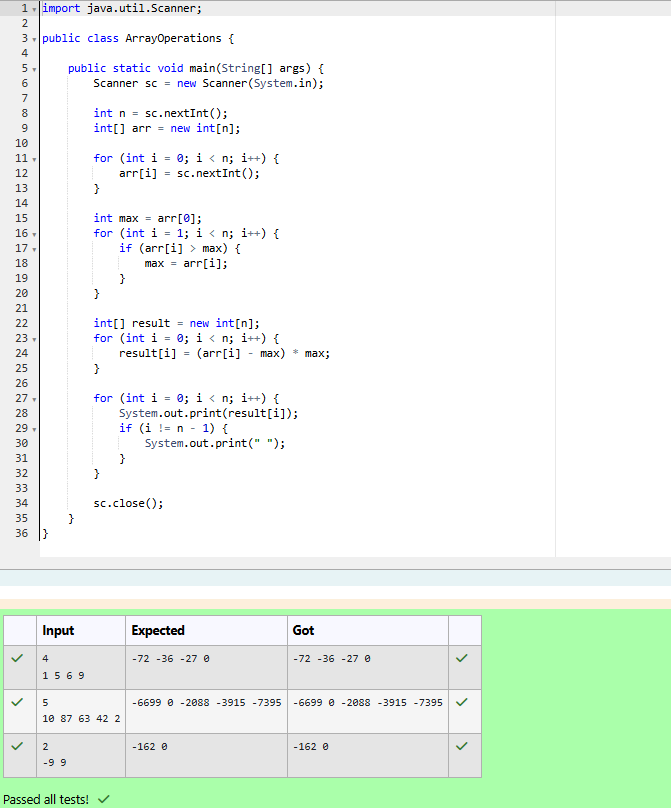 1 import java.util.Scanner;
2
3 public class ArrayOperations {
4
5     public static void main(String[] args) {
6         Scanner sc = new Scanner(System.in);
7
8         int n = sc.nextInt();
9         int[] arr = new int[n];
10
11         for (int i = 0; i < n; i++) {
12             arr[i] = sc.nextInt();
13         }
14
15         int max = arr[0];
16         for (int i = 1; i < n; i++) {
17             if (arr[i] > max) {
18                 max = arr[i];
19             }
20         }
21
22         int[] result = new int[n];
23         for (int i = 0; i < n; i++) {
24             result[i] = (arr[i] - max) * max;
25         }
26
27         for (int i = 0; i < n; i++) {
28             System.out.print(result[i]);
29             if (i != n - 1) {
30                 System.out.print(" ");
31             }
32         }
33
34         sc.close();
35     }
36 }
Input Expected Got
4 -72 -36 -27 0 -72 -36 -27 0
1 5 6 9
5 -6699 0 -2088 -3915 -7395 -6699 0 -2088 -3915 -7395
10 87 63 42 2
2 -162 0 -162 0
-9 9
Passed all tests!